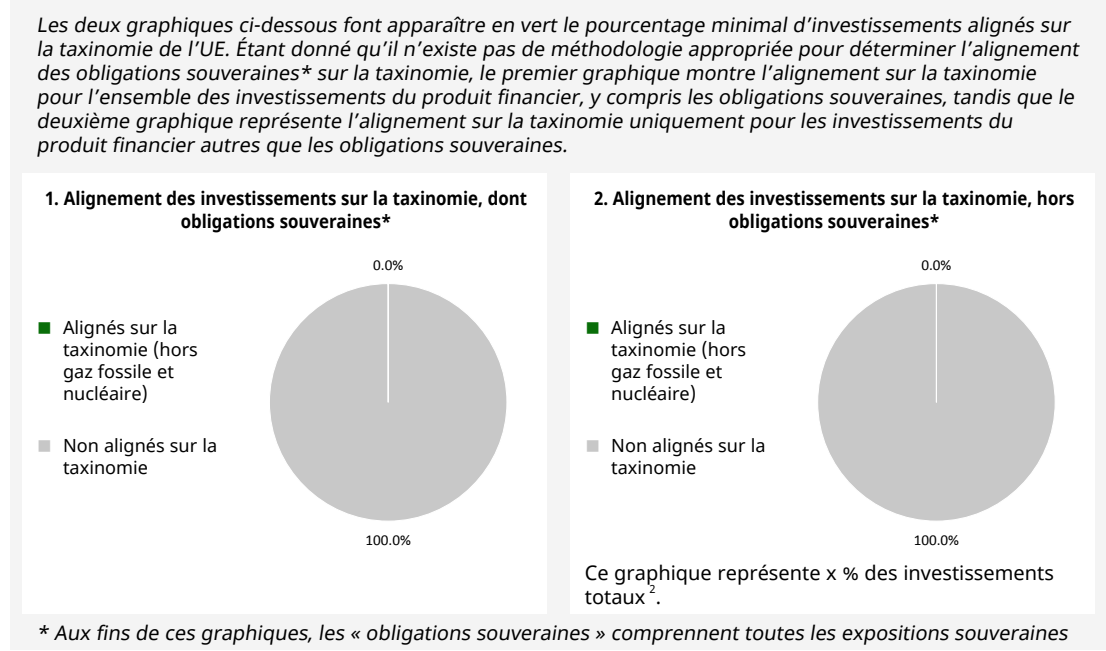 Les deux graphiques ci-dessous font apparaître en vert le pourcentage minimal d’investissements alignés sur
la taxinomie de l’UE. Étant donné qu’il n’existe pas de méthodologie appropriée pour déterminer l’alignement
des obligations souveraines* sur la taxinomie, le premier graphique montre l’alignement sur la taxinomie
pour l’ensemble des investissements du produit financier, y compris les obligations souveraines, tandis que le
deuxième graphique représente l’alignement sur la taxinomie uniquement pour les investissements du
produit financier autres que les obligations souveraines.
1. Alignement des investissements sur la taxinomie, dont
obligations souveraines*
0.0%
Alignés sur la
taxinomie (hors
gaz fossile et
nucléaire)
Non alignés sur la
taxinomie
100.0%
2. Alignement des investissements sur la taxinomie, hors
obligations souveraines*
0.0%
Alignés sur la
taxinomie (hors
gaz fossile et
nucléaire)
Non alignés sur la
taxinomie
100.0%
Ce graphique représente x % des investissements
totaux ².
* Aux fins de ces graphiques, les « obligations souveraines » comprennent toutes les expositions souveraines